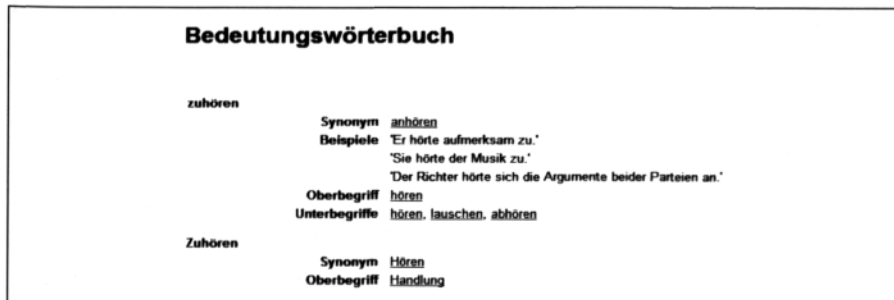 Bedeutungswörterbuch
zuhören
Synonym anhören
Beispiele 'Er hörte aufmerksam zu.'
'Sie hörte der Musik zu.'
'Der Richter hörte sich die Argumente beider Parteien an.'
Oberbegriff hören
Unterbegriffe hören, lauschen, abhören
Zuhören
Synonym Hören
Oberbegriff Handlung